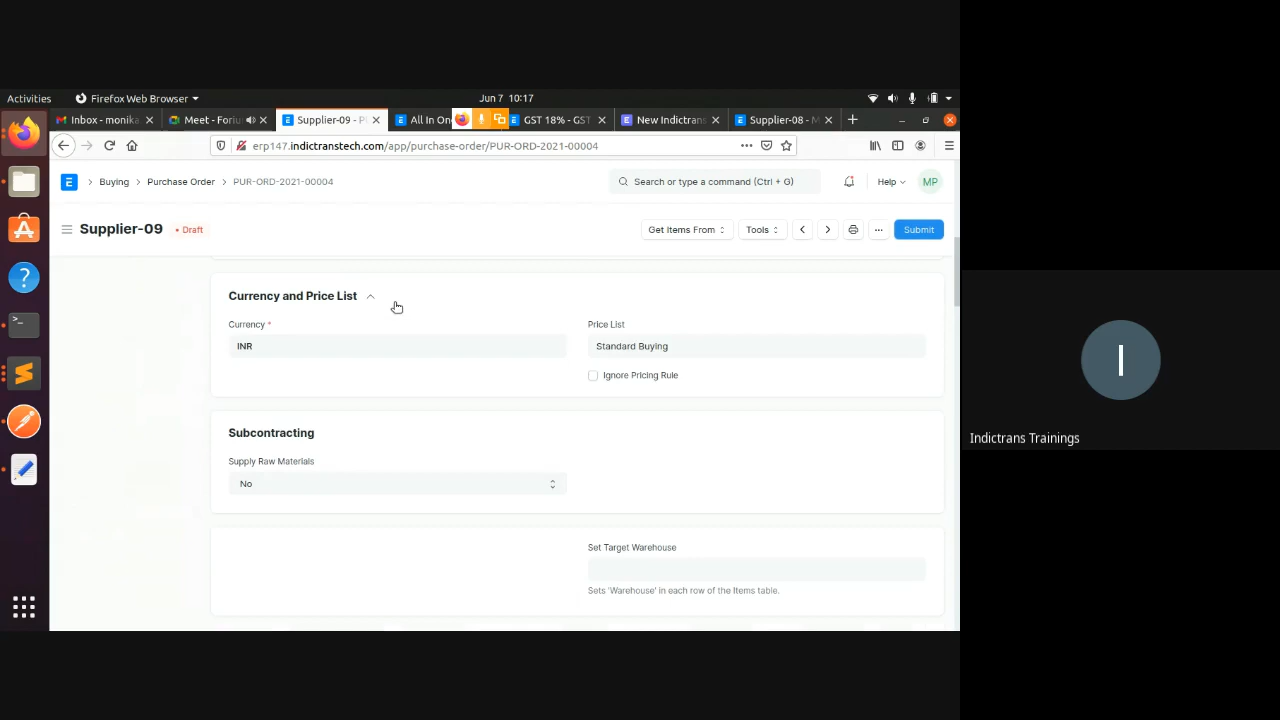 Activities
Firefox Web Browser
Jun 7 10:17
Inbox - monika
Meet - Foriu
Supplier-09 - P
All In On
GST 18% - GST
New Indictrans
Supplier-08 - M
erp147.indictranstech.com/app/purchase-order/PUR-ORD-2021-00004
E
Buying
Purchase Order
PUR-ORD-2021-00004
Search or type a command (Ctrl + G)
Help
MP
Supplier-09
Draft
Get Items From
Tools
Submit
Currency and Price List
Currency *
INR
Price List
Standard Buying
Ignore Pricing Rule
Subcontracting
Supply Raw Materials
No
Set Target Warehouse
Sets 'Warehouse' in each row of the Items table.
I
Indictrans Trainings